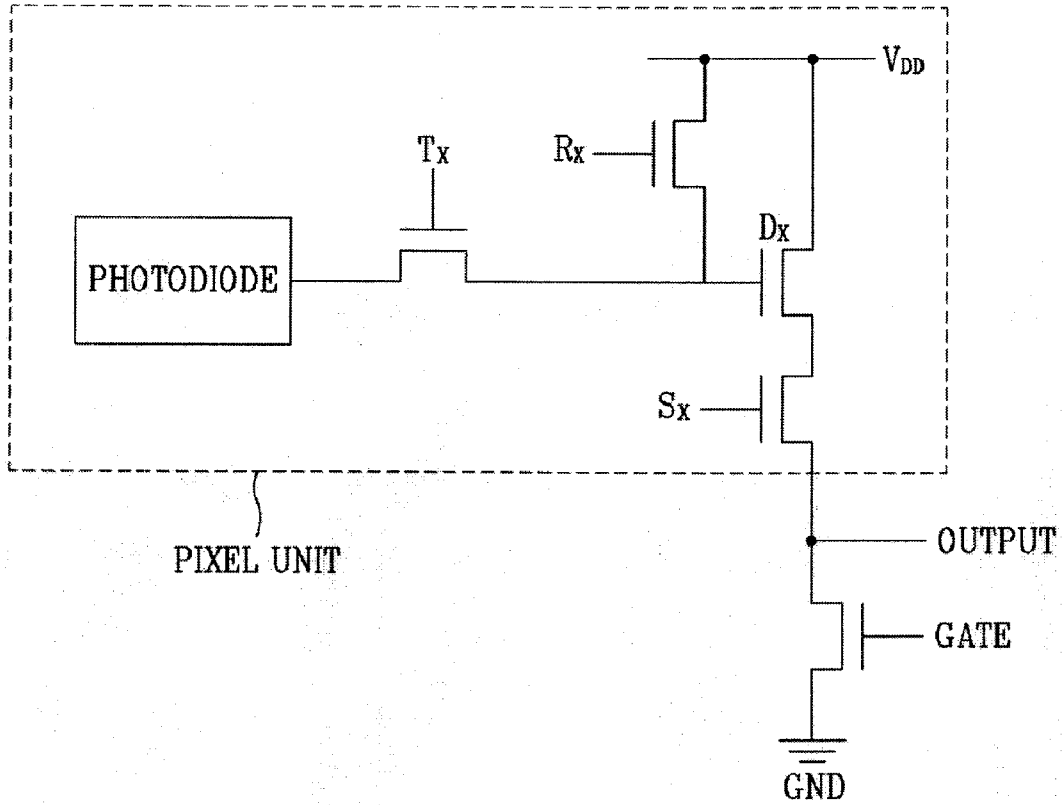 VDD
Tx
Rx
Dx
PHOTODIODE
Sx
PIXEL UNIT
OUTPUT
GATE
GND